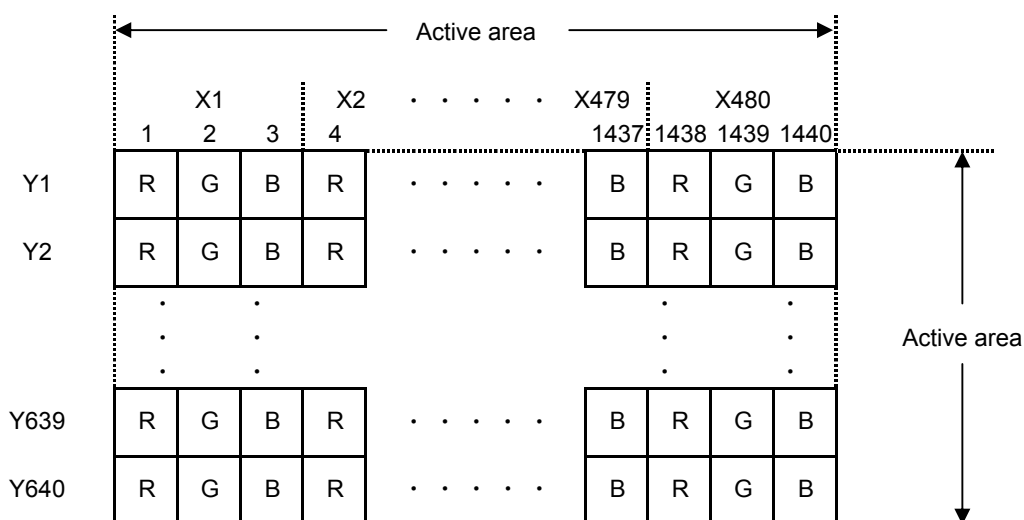 Active area
X1 X2 · · · · · X479 X480
1 2 3 4 1437 1438 1439 1440
Y1 R G B R · · · · · B R G B
Y2 R G B R · · · · · B R G B
Active area
Y639 R G B R · · · · · B R G B
Y640 R G B R · · · · · B R G B